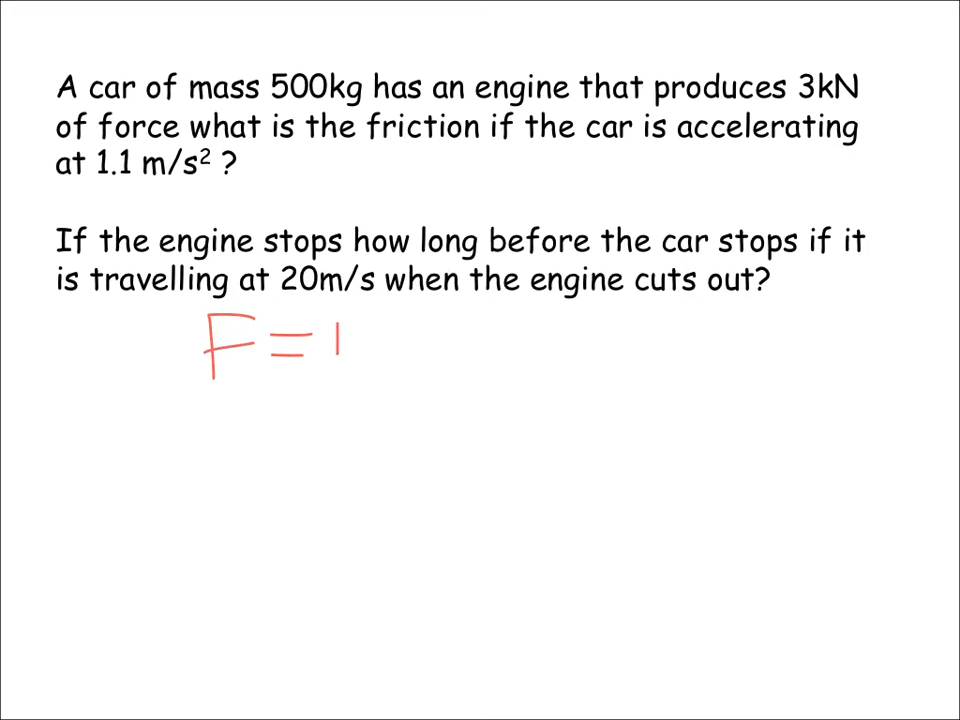 A car of mass 500kg has an engine that produces 3kN
of force what is the friction if the car is accelerating
at 1.1 m/s² ?
If the engine stops how long before the car stops if it
is travelling at 20m/s when the engine cuts out?
F =